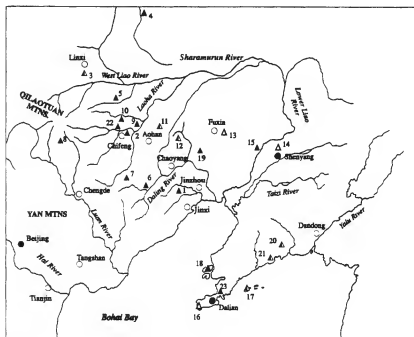 4
Linxi
3
West Liao River
Sharamurun River
QILAOTUAN
MTNS.
5
Laoha River
10
22
9
2
Chifeng
11
Aohan
12
Fuxin
13
Lower Liao
River
15
14
Shenyang
8
Chaoyang
19
7
6
Jinzhou
1
Daling River
Jinxi
Chengde
Luan River
Taizi River
YAN MTNS
Beijing
Tangshan
Hai River
Tianjin
Dandong
Yalu River
20
21
18
23
17
16
Dalian
Bohai Bay